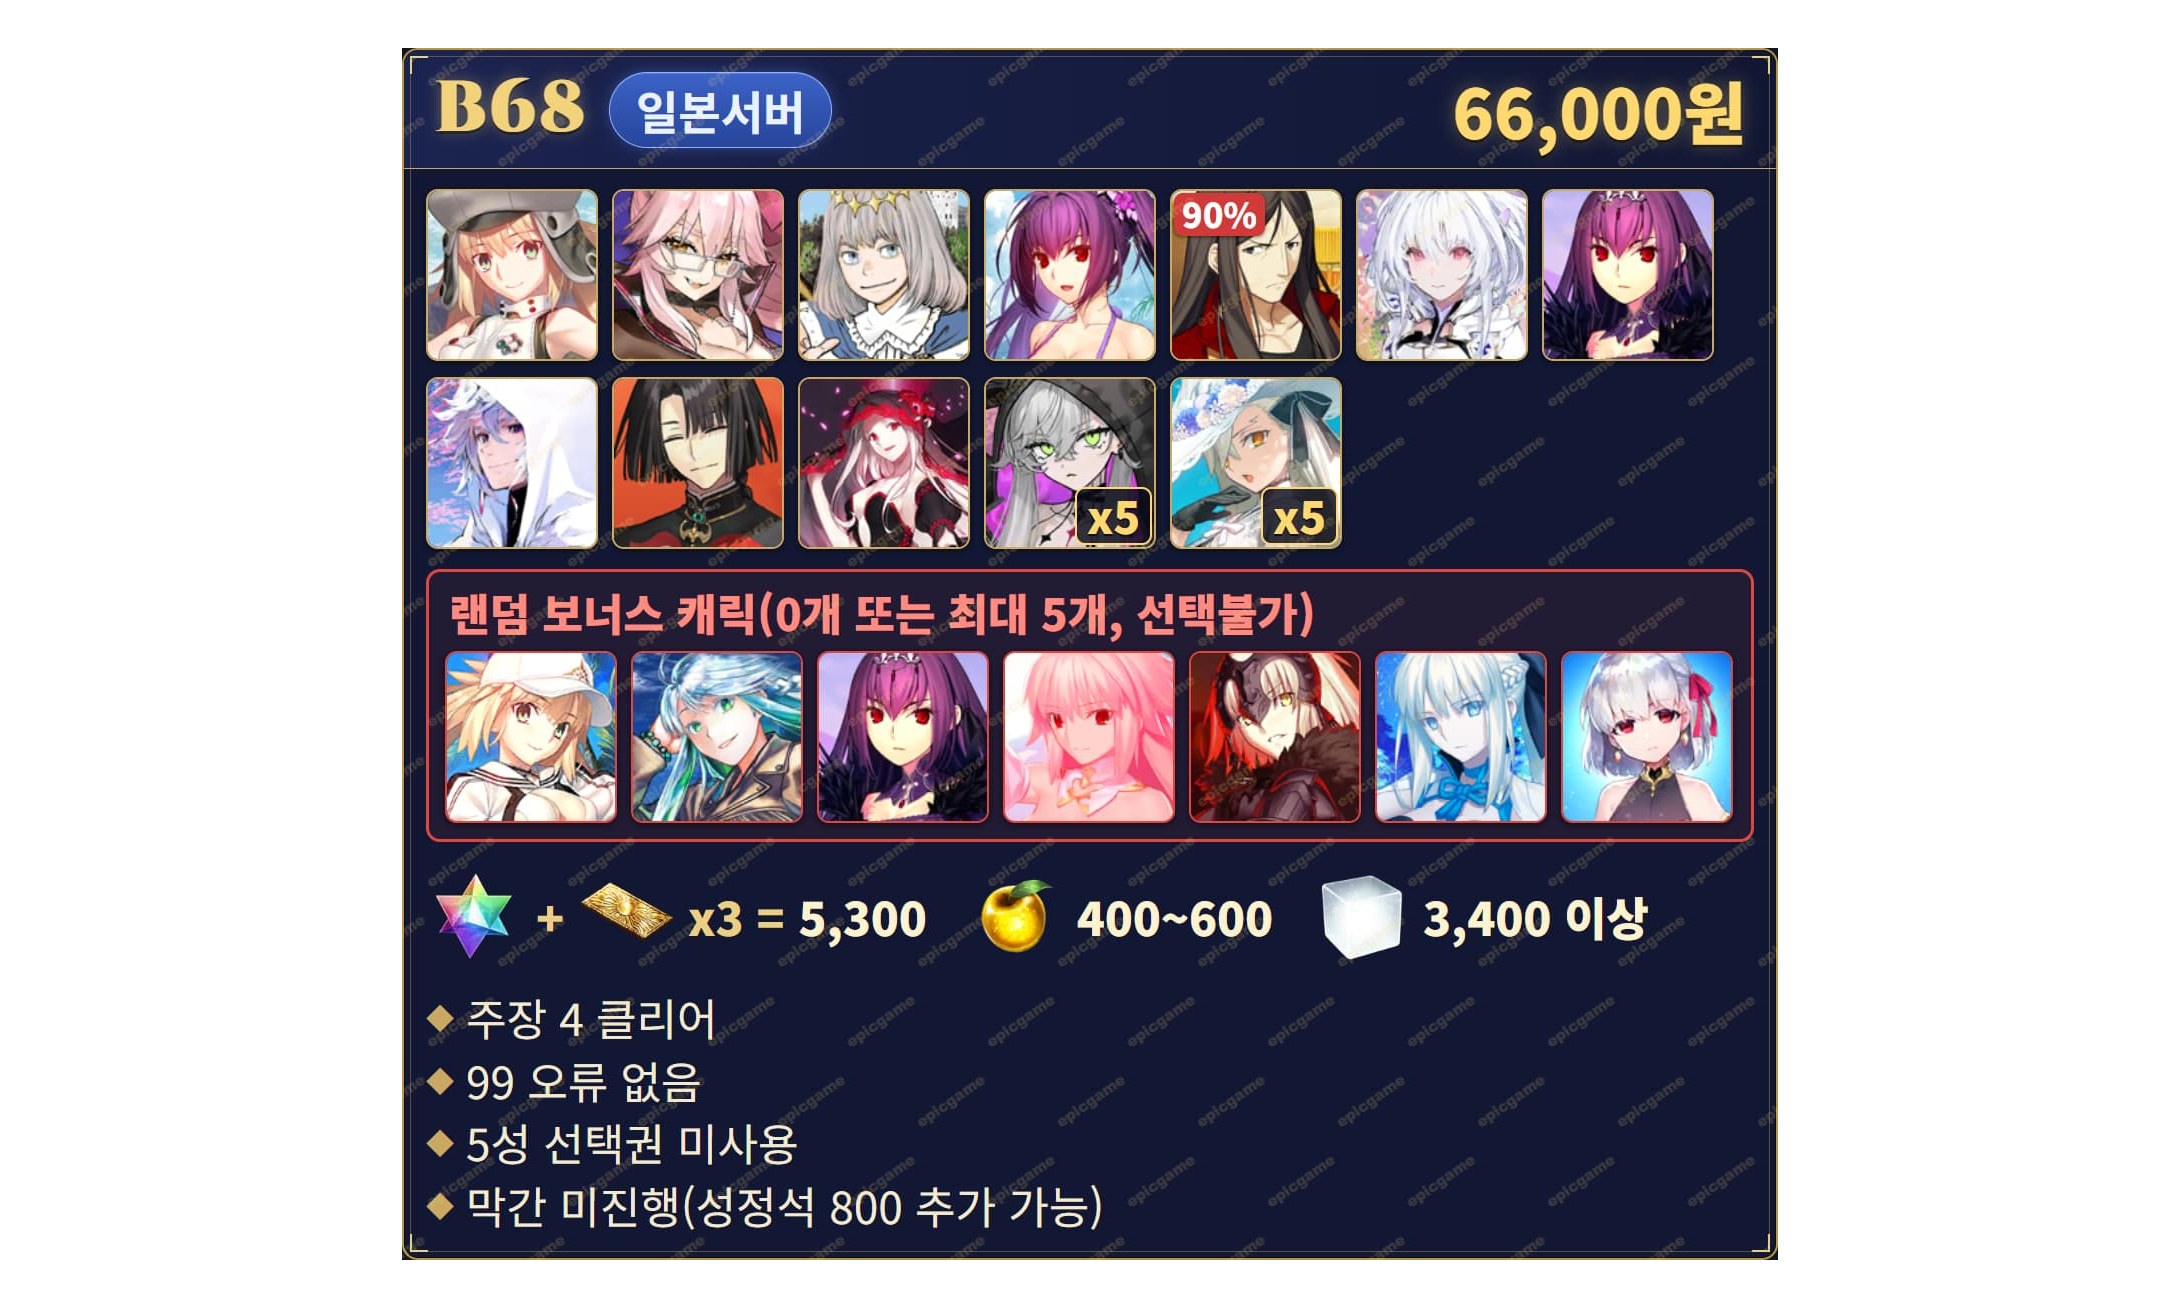 B68 일본서버 66,000원
90%
x5 x5
랜덤 보너스 캐릭(0개 또는 최대 5개, 선택불가)
+ x3 = 5,300 400~600 3,400 이상
주장 4 클리어
99 오류 없음
5성 선택권 미사용
막간 미진행(성정석 800 추가 가능)
epicgame